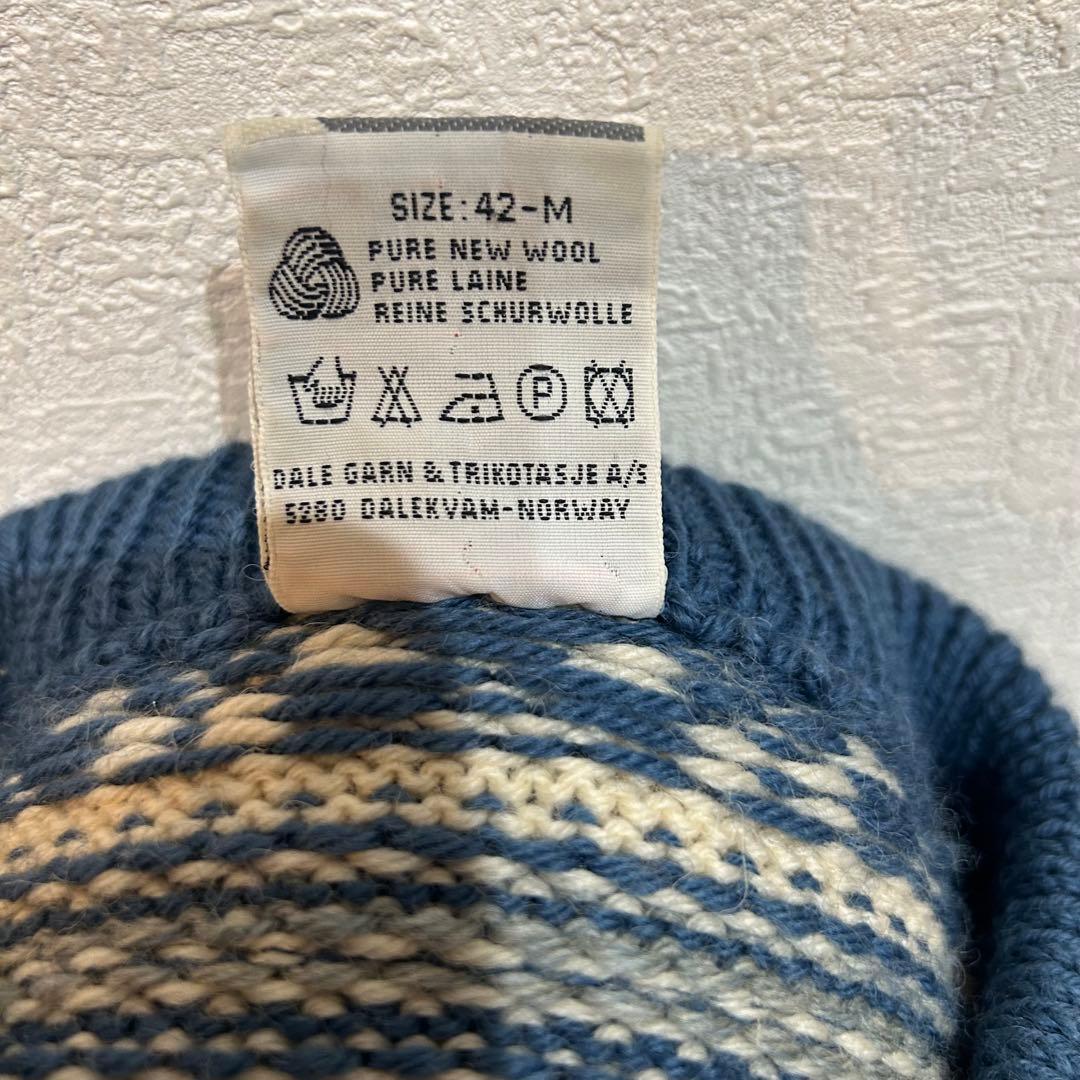 SIZE: 42-M
PURE NEW WOOL
PURE LAINE
REINE SCHURWOLLE
P
DALE GARN & TRIKOTASJE A/S
5280 DALEKVAM-NORWAY